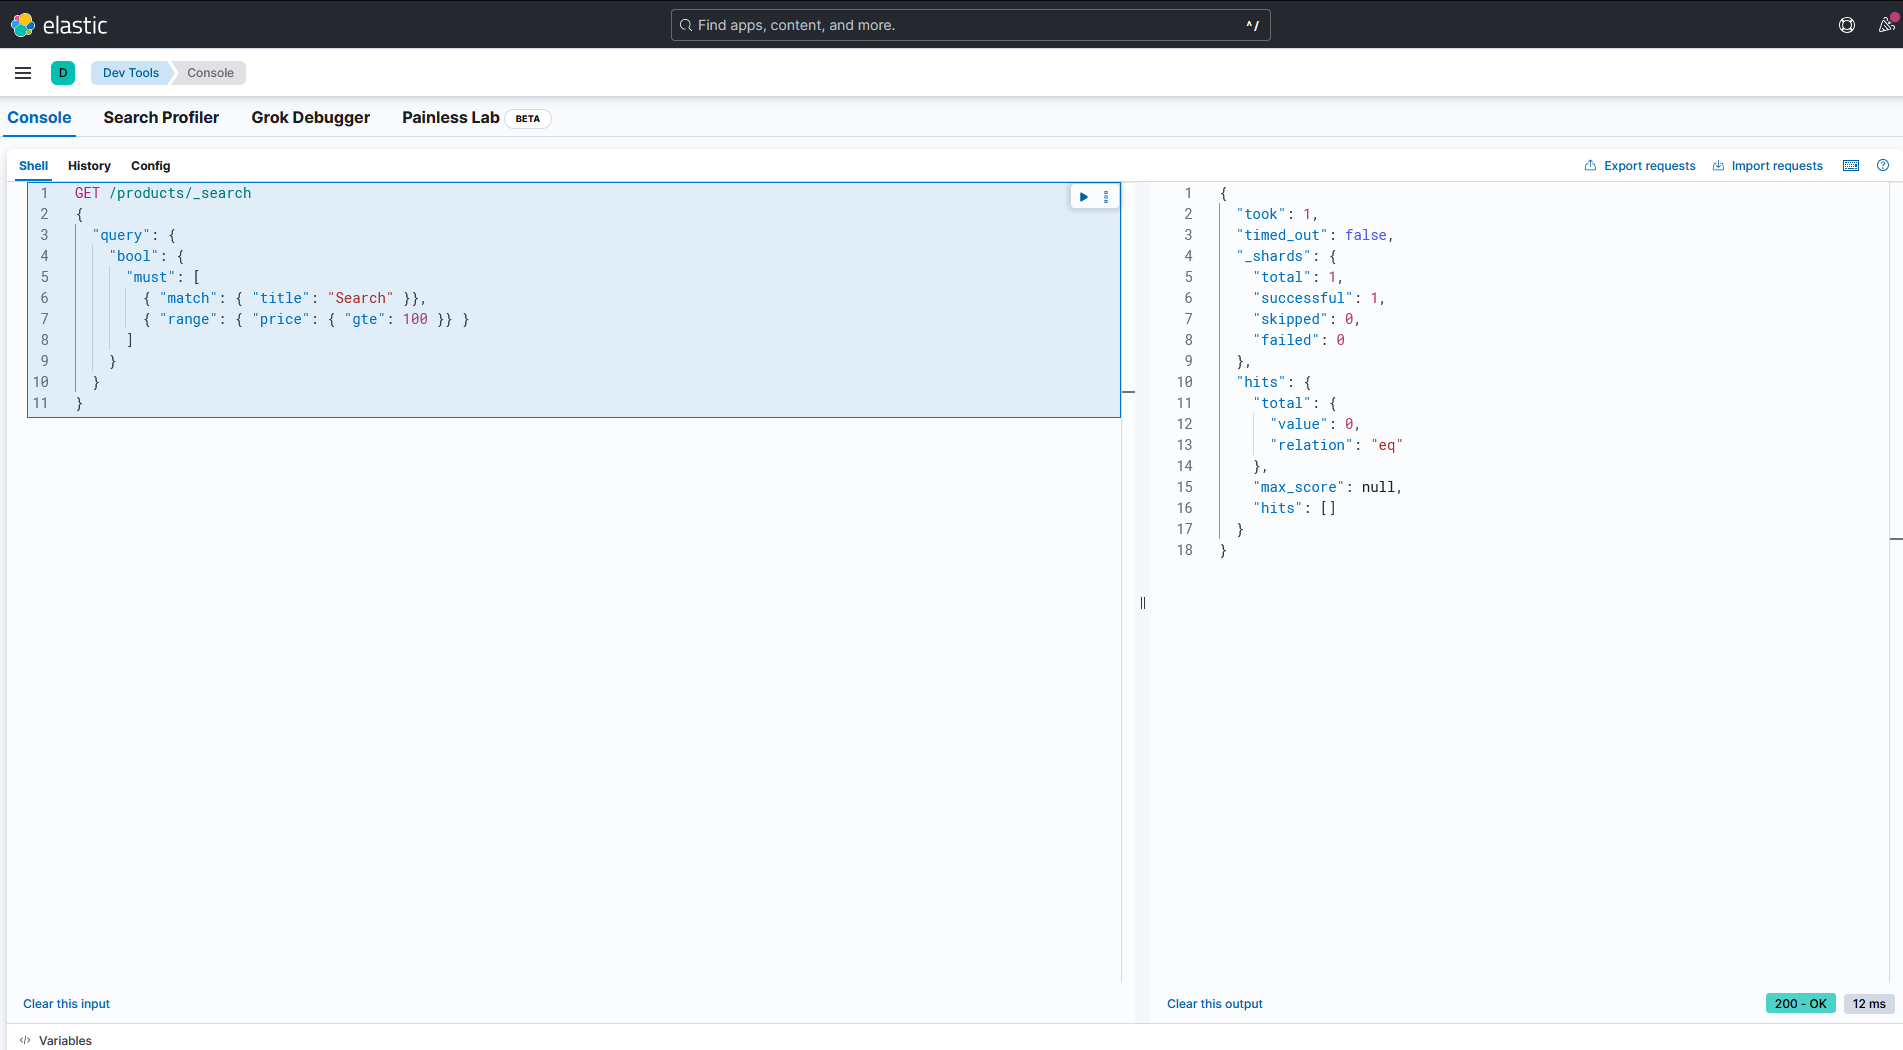 elastic
Find apps, content, and more.
^/
D
Dev Tools
Console
Console
Search Profiler
Grok Debugger
Painless Lab
BETA
Shell
History
Config
Export requests
Import requests
1 GET /products/_search
2 {
3 "query": {
4 "bool": {
5 "must": [
6 { "match": { "title": "Search" }},
7 { "range": { "price": { "gte": 100 }} }
8 ]
9 }
10 }
11 }
1 {
2 "took": 1,
3 "timed_out": false,
4 "_shards": {
5 "total": 1,
6 "successful": 1,
7 "skipped": 0,
8 "failed": 0
9 },
10 "hits": {
11 "total": {
12 "value": 0,
13 "relation": "eq"
14 },
15 "max_score": null,
16 "hits": []
17 }
18 }
Clear this input
Clear this output
200 - OK
12 ms
</> Variables